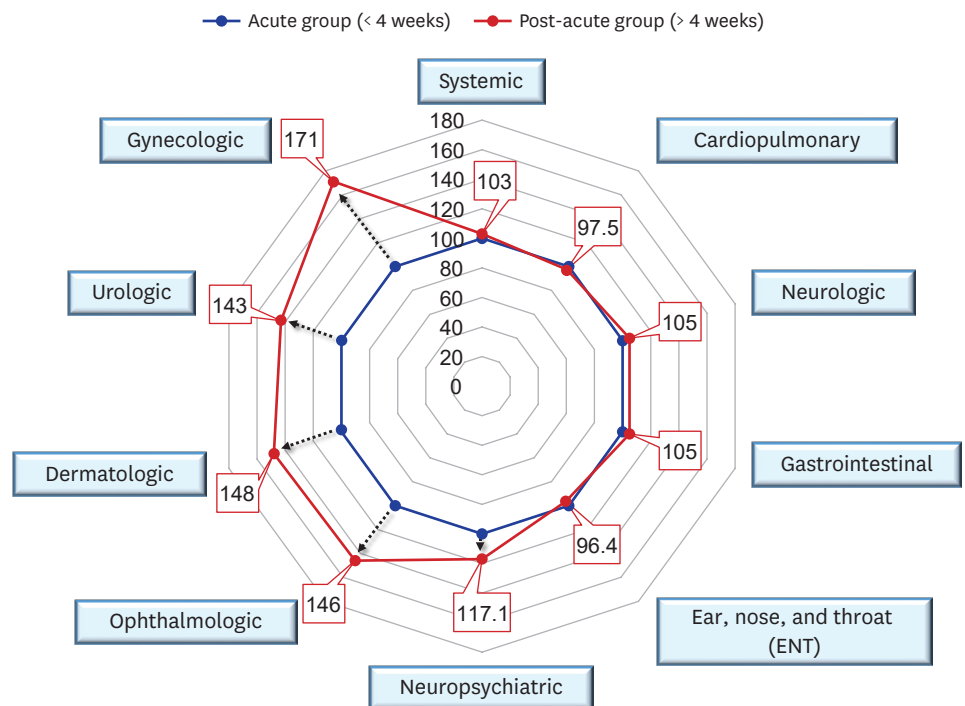 Acute group (< 4 weeks) Post-acute group (> 4 weeks)
Systemic
Gynecologic
Cardiopulmonary
171
180
160
140
120
100
80
60
40
20
0
103
97.5
Urologic
Neurologic
143
105
Dermatologic
Gastrointestinal
148
105
96.4
Ophthalmologic
146
117.1
Ear, nose, and throat
(ENT)
Neuropsychiatric